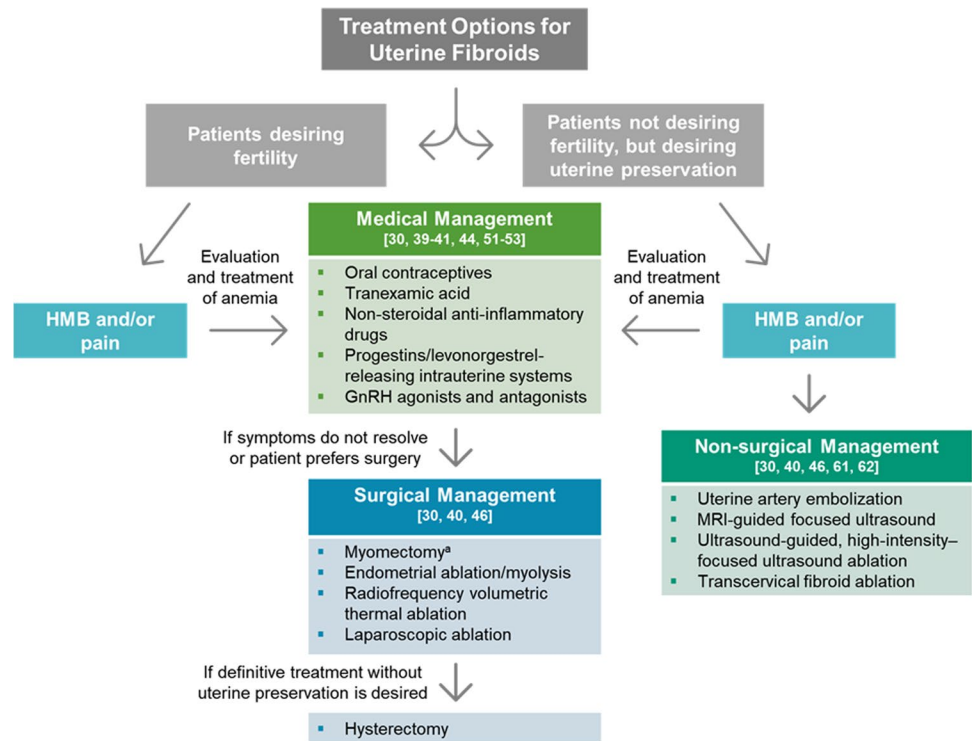 Treatment Options for
Uterine Fibroids
Patients desiring
fertility
Patients not desiring
fertility, but desiring
uterine preservation
Evaluation
and treatment
of anemia
HMB and/or
pain
Medical Management
[30, 39-41, 44, 51-53]
▪ Oral contraceptives
▪ Tranexamic acid
▪ Non-steroidal anti-inflammatory
drugs
▪ Progestins/levonorgestrel-
releasing intrauterine systems
▪ GnRH agonists and antagonists
Evaluation
and treatment
of anemia
HMB and/or
pain
If symptoms do not resolve
or patient prefers surgery
Surgical Management
[30, 40, 46]
▪ Myomectomyᵃ
▪ Endometrial ablation/myolysis
▪ Radiofrequency volumetric
thermal ablation
▪ Laparoscopic ablation
Non-surgical Management
[30, 40, 46, 61, 62]
▪ Uterine artery embolization
▪ MRI-guided focused ultrasound
▪ Ultrasound-guided, high-intensity–
focused ultrasound ablation
▪ Transcervical fibroid ablation
If definitive treatment without
uterine preservation is desired
▪ Hysterectomy